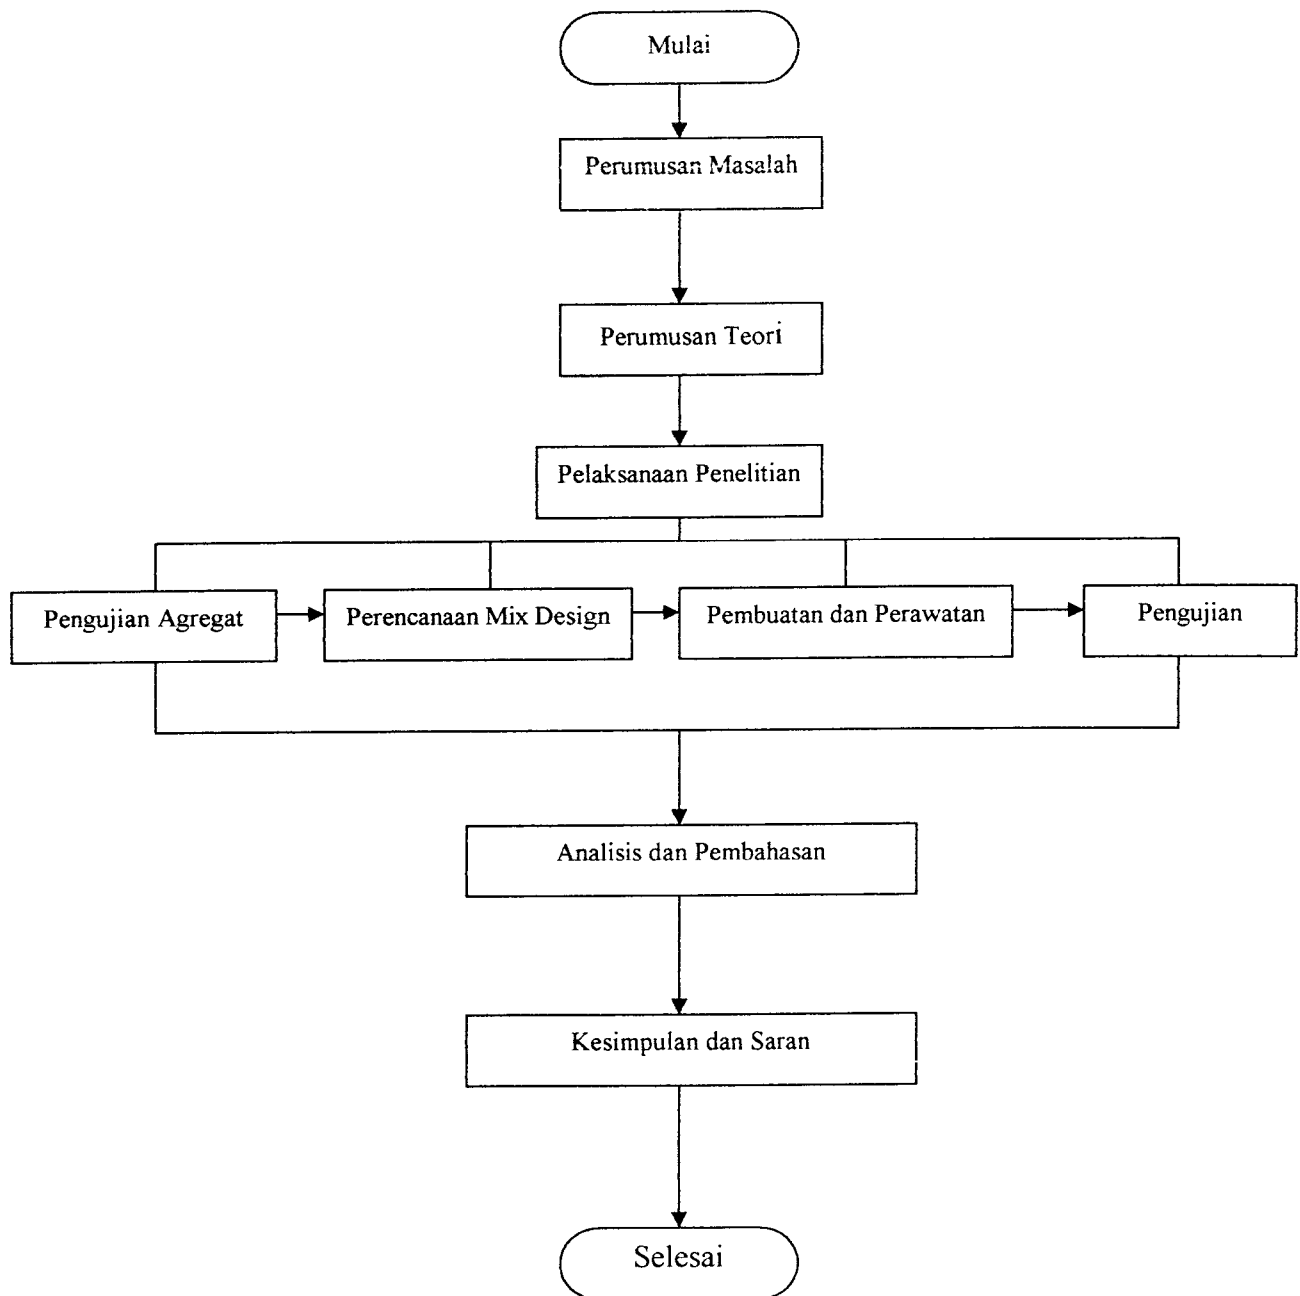 Mulai
Perumusan Masalah
Perumusan Teori
Pelaksanaan Penelitian
Pengujian Agregat
Perencanaan Mix Design
Pembuatan dan Perawatan
Pengujian
Analisis dan Pembahasan
Kesimpulan dan Saran
Selesai